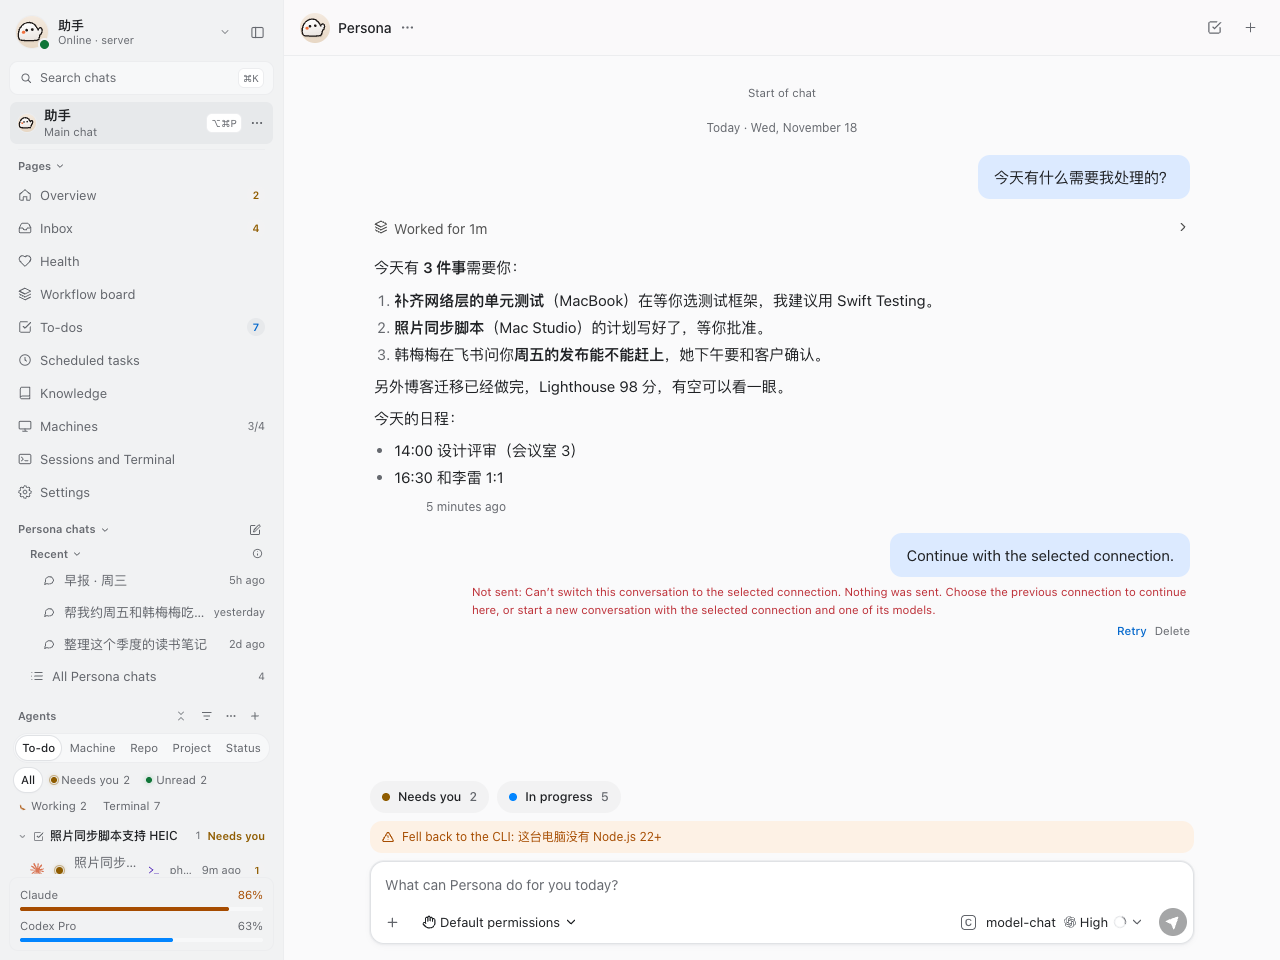 助手
Online · server
Search chats
⌘K
助手
Main chat
⌥⌘P
Pages
Overview
2
Inbox
4
Health
Workflow board
To-dos
7
Scheduled tasks
Knowledge
Machines
3/4
Sessions and Terminal
Settings
Persona chats
Recent
早报 · 周三
5h ago
帮我约周五和韩梅梅吃...
yesterday
整理这个季度的读书笔记
2d ago
All Persona chats
4
Agents
To-do
Machine
Repo
Project
Status
All
Needs you 2
Unread 2
Working 2
Terminal 7
照片同步脚本支持 HEIC
1
Needs you
照片同步...
ph...
9m ago
1
Claude
86%
Codex Pro
63%
Persona
Start of chat
Today · Wed, November 18
今天有什么需要我处理的？
Worked for 1m
今天有 3 件事需要你：
1. 补齐网络层的单元测试（MacBook）在等你选测试框架，我建议用 Swift Testing。
2. 照片同步脚本（Mac Studio）的计划写好了，等你批准。
3. 韩梅梅在飞书问你周五的发布能不能赶上，她下午要和客户确认。
另外博客迁移已经做完，Lighthouse 98 分，有空可以看一眼。
今天的日程：
• 14:00 设计评审（会议室 3）
• 16:30 和李雷 1:1
5 minutes ago
Continue with the selected connection.
Not sent: Can't switch this conversation to the selected connection. Nothing was sent. Choose the previous connection to continue
here, or start a new conversation with the selected connection and one of its models.
Retry
Delete
Needs you 2
In progress 5
Fell back to the CLI: 这台电脑没有 Node.js 22+
What can Persona do for you today?
Default permissions
C
model-chat
High